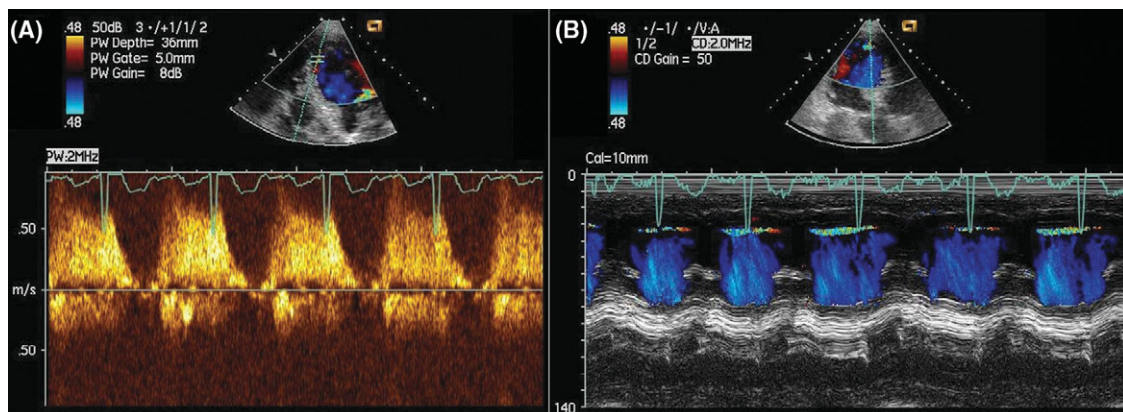 (A)
.48
50dB 3 •/+1/1/2
PW Depth= 36mm
PW Gate= 5.0mm
PW Gain= 8dB
.48
PW:2MHz
.50
m/s
.50
(B)
.48
•/-1/ •/V:A
1/2 CD:2.0MHz
CD Gain= 50
.48
Cal=10mm
0
140